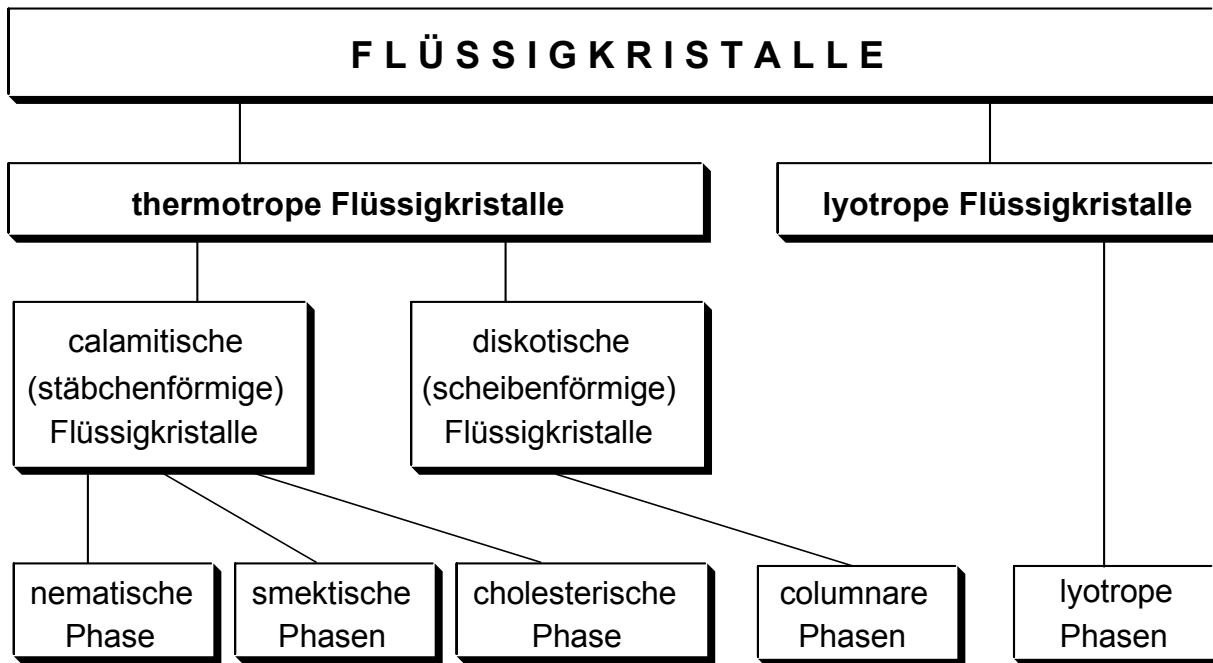 FLÜSSIGKRISTALLE
thermotrope Flüssigkristalle
lyotrope Flüssigkristalle
calamitische
(stäbchenförmige)
Flüssigkristalle
diskotische
(scheibenförmige)
Flüssigkristalle
nematische
Phase
smektische
Phasen
cholesterische
Phase
columnare
Phasen
lyotrope
Phasen